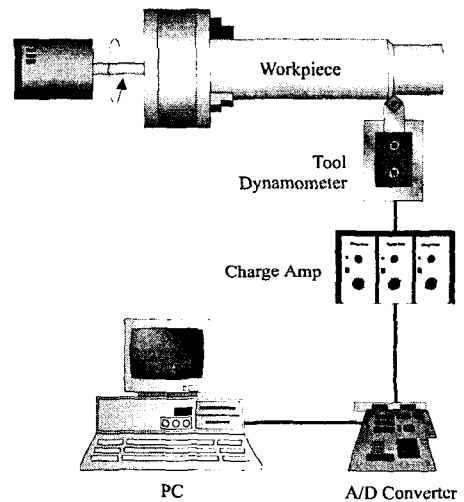 Workpiece
Tool
Dynamometer
Charge Amp
PC
A/D Converter